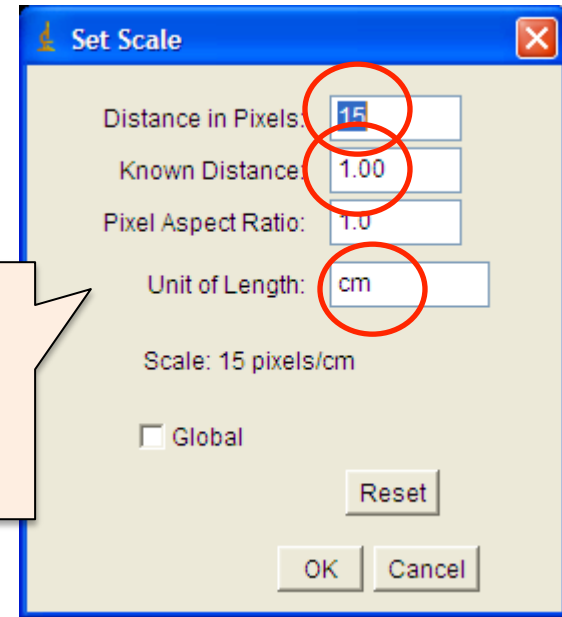 Set Scale
Distance in Pixels: 15
Known Distance: 1.00
Pixel Aspect Ratio: 1.0
Unit of Length: cm
Scale: 15 pixels/cm
Global
Reset
OK Cancel